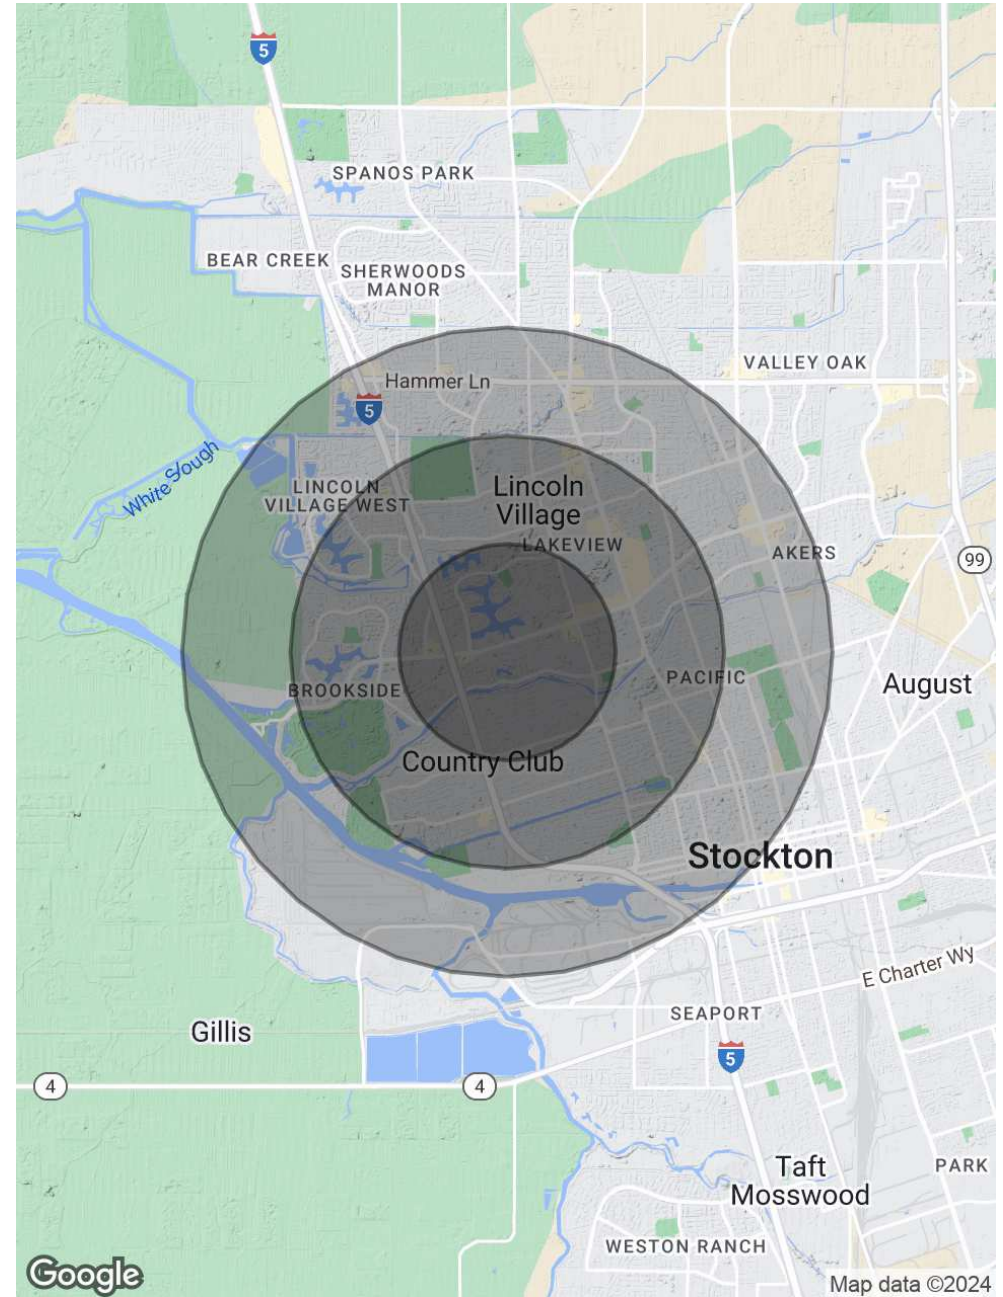 5
SPANOS PARK
BEAR CREEK
SHERWOODS
MANOR
VALLEY OAK
Hammer Ln
5
White Slough
LINCOLN
VILLAGE WEST
Lincoln
Village
LAKEVIEW
AKERS
99
PACIFIC
August
BROOKSIDE
Country Club
Stockton
E Charter Wy
SEAPORT
Gillis
5
4
4
Taft
Mosswood
PARK
WESTON RANCH
Google
Map data ©2024